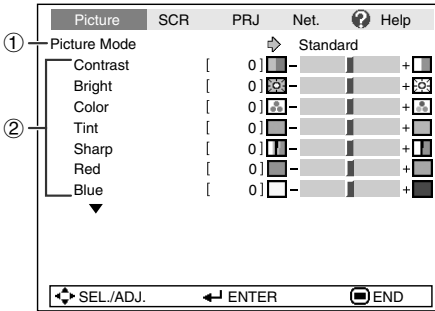 Picture SCR PRJ Net. Help
① Picture Mode Standard
Contrast [ 0 ] - +
Bright [ 0 ] - +
② Color [ 0 ] - +
Tint [ 0 ] - +
Sharp [ 0 ] - +
Red [ 0 ] - +
Blue [ 0 ] - +
SEL./ADJ. ENTER END